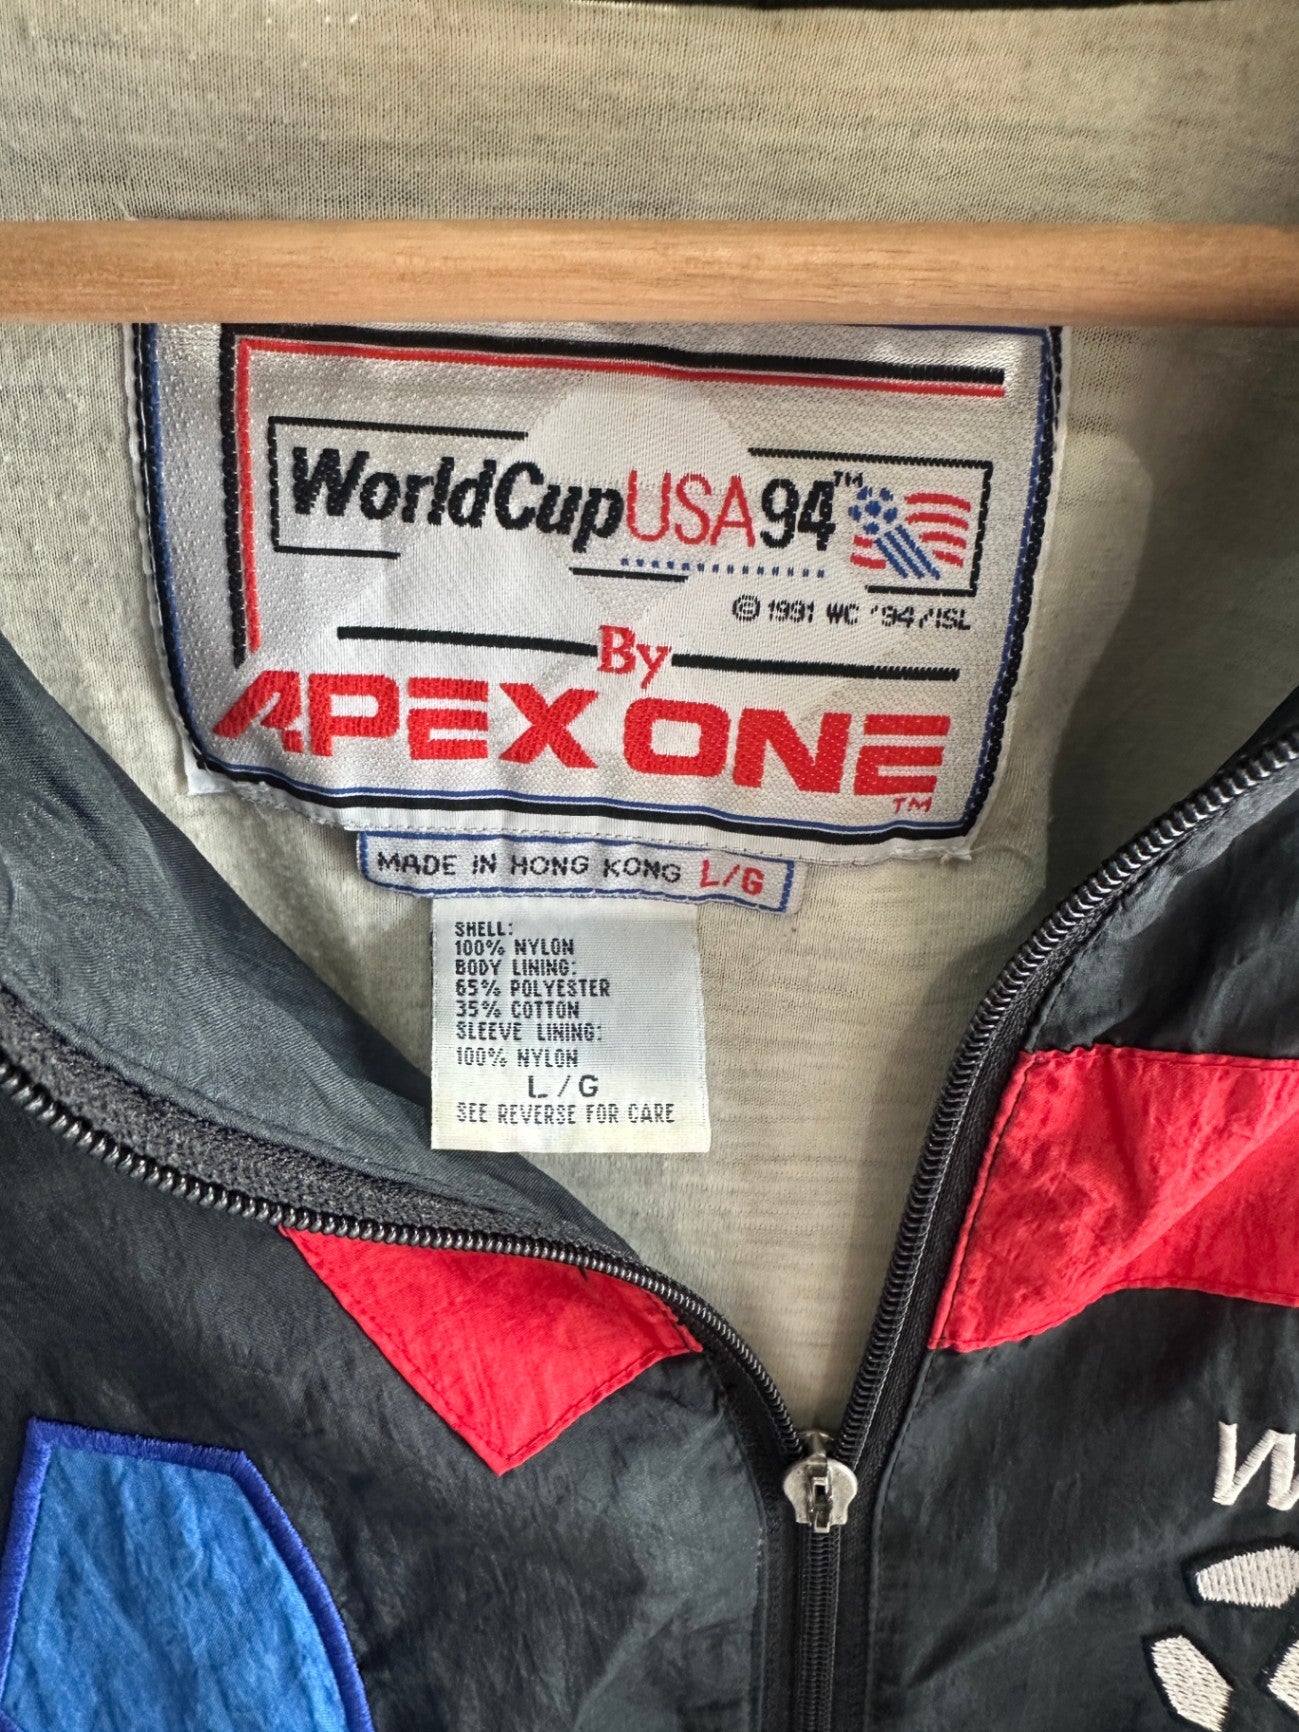 WorldCupUSA94™
© 1991 WC '94/ISL
By
APEX ONE
™
MADE IN HONG KONG L/G
SHELL:
100% NYLON
BODY LINING:
65% POLYESTER
35% COTTON
SLEEVE LINING:
100% NYLON
L/G
SEE REVERSE FOR CARE